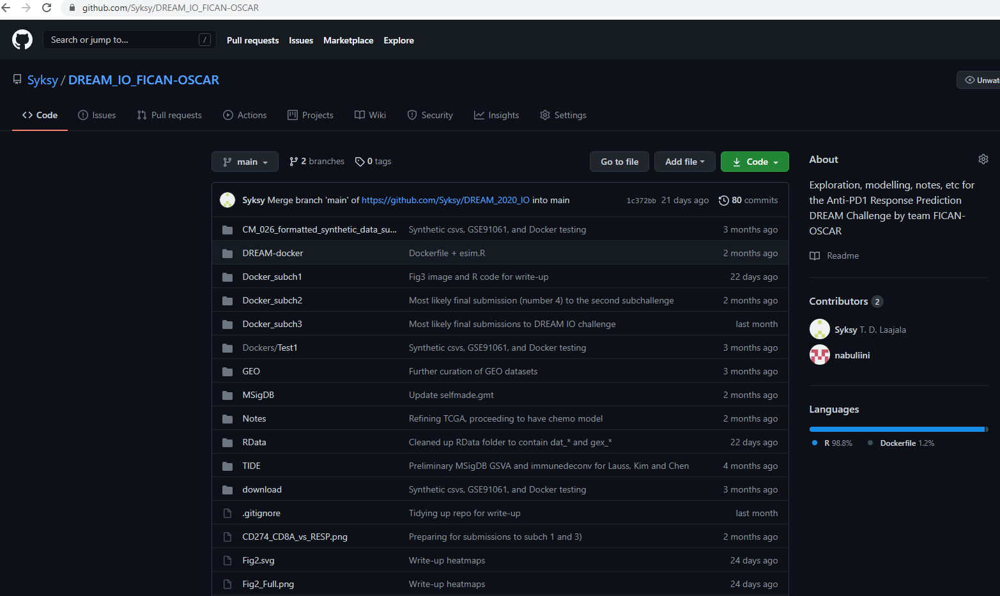 github.com/Syksy/DREAM_IO_FICAN-OSCAR
Search or jump to... / Pull requests Issues Marketplace Explore
Syksy / DREAM_IO_FICAN-OSCAR
Code Issues Pull requests Actions Projects Wiki Security Insights Settings
main 2 branches 0 tags Go to file Add file Code
Syksy Merge branch 'main' of https://github.com/Syksy/DREAM_2020_IO into main 1c372bb 21 days ago 80 commits
CM_026_formatted_synthetic_data_su... Synthetic csvs, GSE91061, and Docker testing 3 months ago
DREAM-docker Dockerfile + esim.R 2 months ago
Docker_subch1 Fig3 image and R code for write-up 22 days ago
Docker_subch2 Most likely final submission (number 4) to the second subchallenge 2 months ago
Docker_subch3 Most likely final submissions to DREAM IO challenge last month
Dockers/Test1 Synthetic csvs, GSE91061, and Docker testing 3 months ago
GEO Further curation of GEO datasets 3 months ago
MSigDB Update selfmade.gmt 2 months ago
Notes Refining TCGA, proceeding to have chemo model 2 months ago
RData Cleaned up RData folder to contain dat_* and gex_* 22 days ago
TIDE Preliminary MSigDB GSVA and immunedeconv for Lauss, Kim and Chen 4 months ago
download Synthetic csvs, GSE91061, and Docker testing 3 months ago
.gitignore Tidying up repo for write-up last month
CD274_CD8A_vs_RESP.png Preparing for submissions to subch 1 and 3) 2 months ago
Fig2.svg Write-up heatmaps 24 days ago
Fig2_Full.png Write-up heatmaps 24 days ago
About
Exploration, modelling, notes, etc for
the Anti-PD1 Response Prediction
DREAM Challenge by team FICAN-
OSCAR
Readme
Contributors 2
Syksy T. D. Laajala
nabuliini
Languages
R 98.8% Dockerfile 1.2%